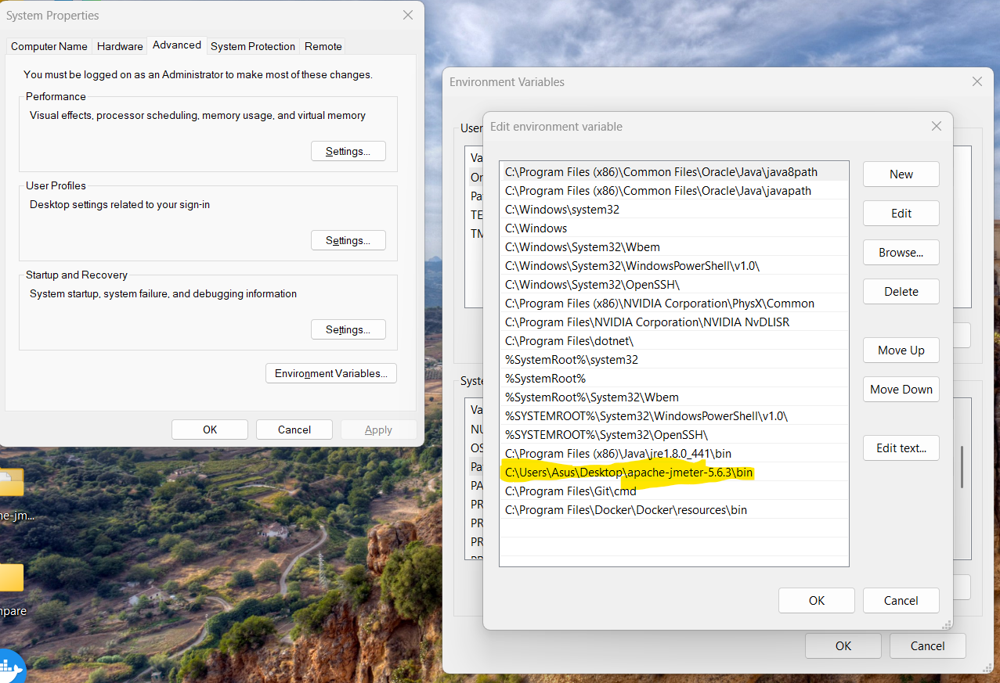 System Properties
Computer Name
Hardware
Advanced
System Protection
Remote
You must be logged on as an Administrator to make most of these changes.
Performance
Visual effects, processor scheduling, memory usage, and virtual memory
Settings...
User Profiles
Desktop settings related to your sign-in
Settings...
Startup and Recovery
System startup, system failure, and debugging information
Settings...
Environment Variables...
OK
Cancel
Apply
Environment Variables
User
Va
Or
Pa
TE
TM
Syste
Va
NU
OS
Pa
PA
PR
PR
PR
Edit environment variable
C:\Program Files (x86)\Common Files\Oracle\Java\java8path
C:\Program Files (x86)\Common Files\Oracle\Java\javapath
C:\Windows\system32
C:\Windows
C:\Windows\System32\Wbem
C:\Windows\System32\WindowsPowerShell\v1.0\
C:\Windows\System32\OpenSSH\
C:\Program Files (x86)\NVIDIA Corporation\PhysX\Common
C:\Program Files\NVIDIA Corporation\NVIDIA NvDLISR
C:\Program Files\dotnet\
%SystemRoot%\system32
%SystemRoot%
%SystemRoot%\System32\Wbem
%SYSTEMROOT%\System32\WindowsPowerShell\v1.0\
%SYSTEMROOT%\System32\OpenSSH\
C:\Program Files (x86)\Java\jre1.8.0_441\bin
C:\Users\Asus\Desktop\apache-jmeter-5.6.3\bin
C:\Program Files\Git\cmd
C:\Program Files\Docker\Docker\resources\bin
New
Edit
Browse...
Delete
Move Up
Move Down
Edit text...
OK
Cancel
OK
Cancel
ne-jm...
npare